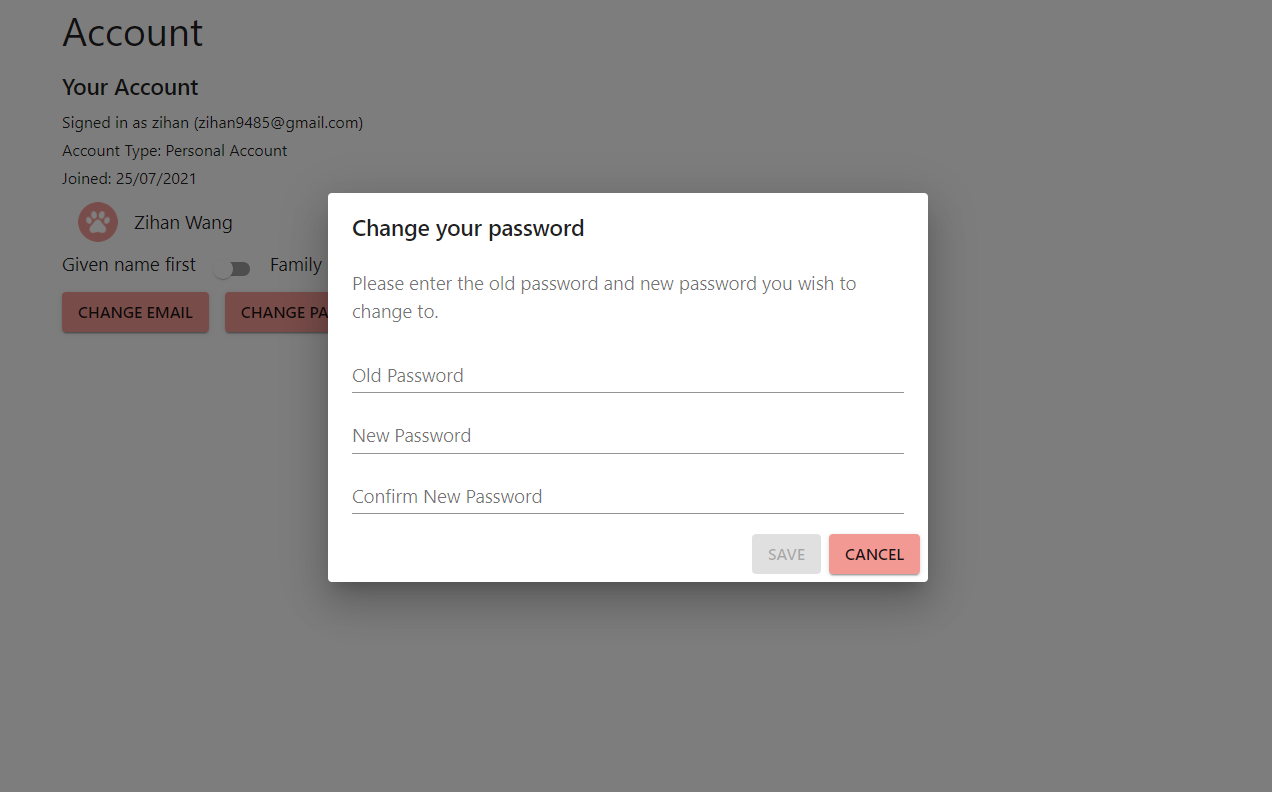 Account
Your Account
Signed in as zihan (zihan9485@gmail.com)
Account Type: Personal Account
Joined: 25/07/2021
Zihan Wang
Given name first Family
CHANGE EMAIL CHANGE PA
Change your password
Please enter the old password and new password you wish to
change to.
Old Password
New Password
Confirm New Password
SAVE CANCEL